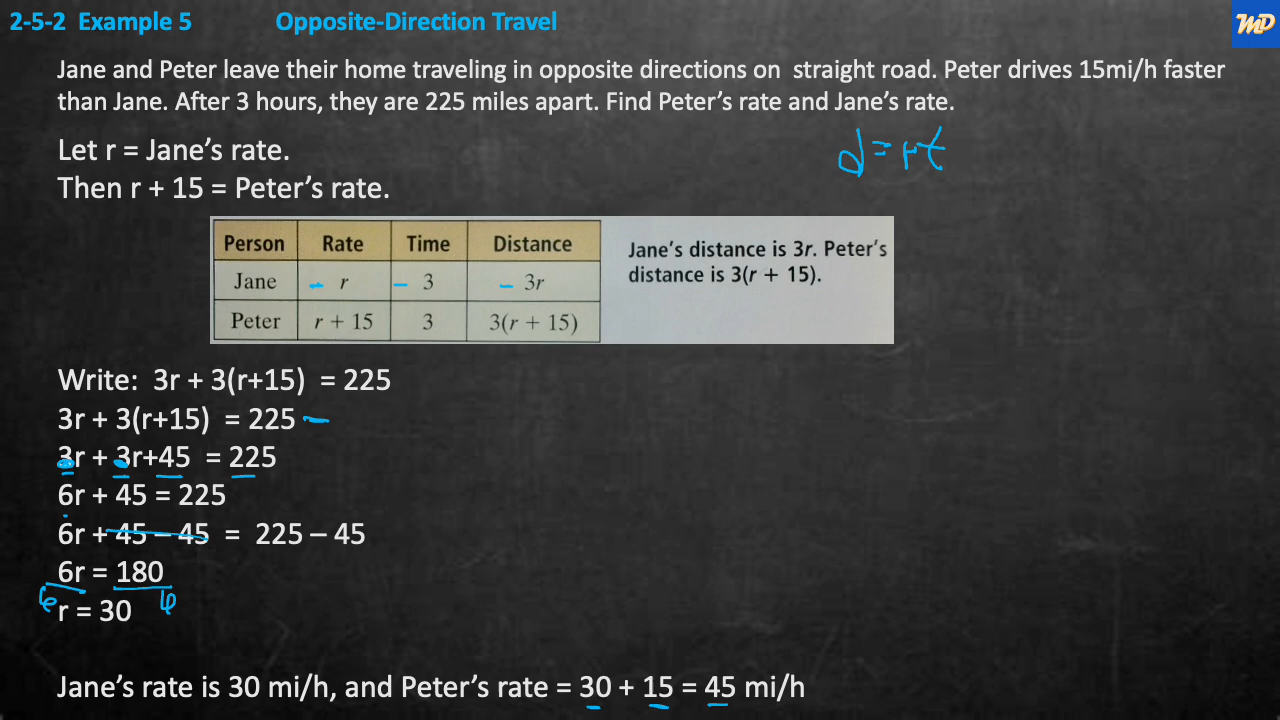 2-5-2 Example 5 Opposite-Direction Travel
MD
Jane and Peter leave their home traveling in opposite directions on straight road. Peter drives 15mi/h faster
than Jane. After 3 hours, they are 225 miles apart. Find Peter's rate and Jane's rate.
Let r = Jane's rate.
d=rt
Then r + 15 = Peter's rate.
Person Rate Time Distance
Jane r 3 3r
Peter r + 15 3 3(r + 15)
Jane's distance is 3r. Peter's
distance is 3(r + 15).
Write: 3r + 3(r+15) = 225
3r + 3(r+15) = 225
3r + 3r+45 = 225
6r + 45 = 225
6r + 45 – 45 = 225 – 45
6r = 180
6 6
r = 30
Jane's rate is 30 mi/h, and Peter's rate = 30 + 15 = 45 mi/h